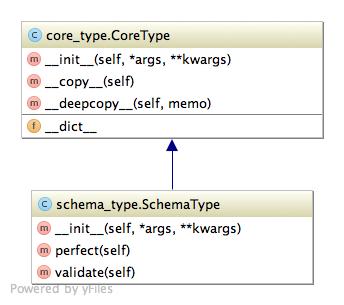 C core_type.CoreType
m __init__(self, *args, **kwargs)
m __copy__(self)
m __deepcopy__(self, memo)
f __dict__
C schema_type.SchemaType
m __init__(self, *args, **kwargs)
m perfect(self)
m validate(self)
Powered by yFiles